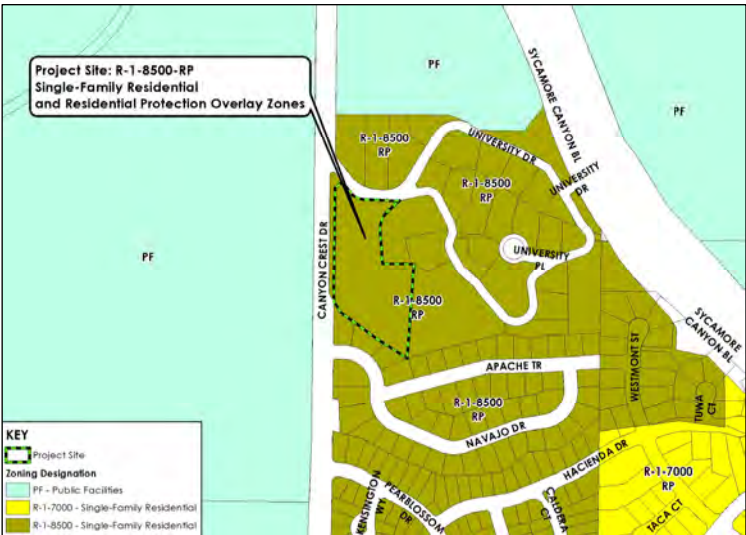 Project Site: R-1-8500-RP
Single-Family Residential
and Residential Protection Overlay Zones
PF
SYCAMORE CANYON BL
PF
R-1-8500
RP
UNIVERSITY DR
R-1-8500
RP
UNIVERSITY
DR
UNIVERSITY
PL
PF
CANYON CREST DR
R-1-8500
RP
SYCAMORE
CANYON BL
APACHE TR
WESTMONT ST
TUWA
CT
R-1-8500
RP
NAVAJO DR
HACIENDA DR
R-1-7000
RP
KENSINGTON
WY
PEARBLOSSOM
DR
CALDERA
CT
TACA CT
KEY
Project Site
Zoning Designation
PF - Public Facilities
R-1-7000 - Single-Family Residential
R-1-8500 - Single-Family Residential